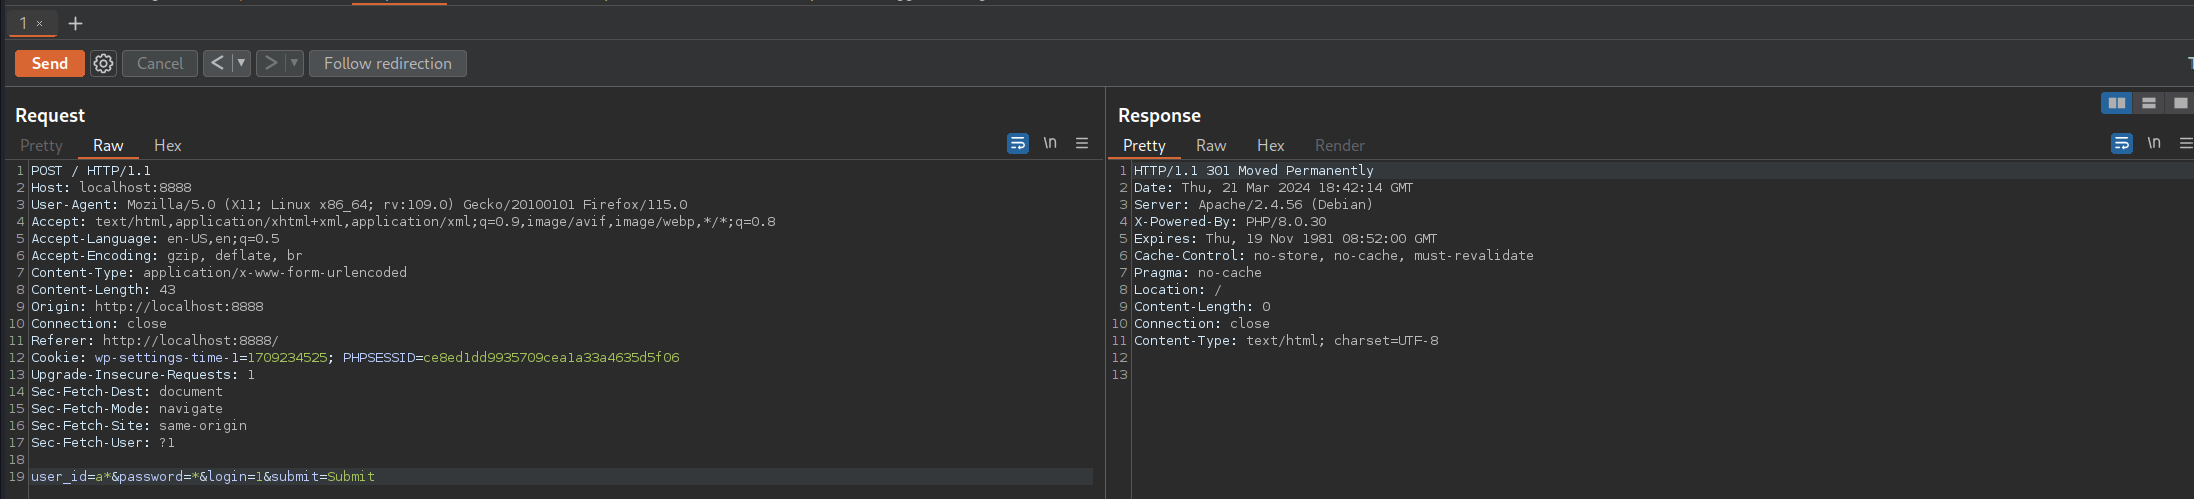 1 × +
Send Cancel < ▼ > ▼ Follow redirection
Request
Pretty Raw Hex \n
1 POST / HTTP/1.1
2 Host: localhost:8888
3 User-Agent: Mozilla/5.0 (X11; Linux x86_64; rv:109.0) Gecko/20100101 Firefox/115.0
4 Accept: text/html,application/xhtml+xml,application/xml;q=0.9,image/avif,image/webp,*/*;q=0.8
5 Accept-Language: en-US,en;q=0.5
6 Accept-Encoding: gzip, deflate, br
7 Content-Type: application/x-www-form-urlencoded
8 Content-Length: 43
9 Origin: http://localhost:8888
10 Connection: close
11 Referer: http://localhost:8888/
12 Cookie: wp-settings-time-1=1709234525; PHPSESSID=ce8ed1dd9935709cea1a33a4635d5f06
13 Upgrade-Insecure-Requests: 1
14 Sec-Fetch-Dest: document
15 Sec-Fetch-Mode: navigate
16 Sec-Fetch-Site: same-origin
17 Sec-Fetch-User: ?1
18
19 user_id=a*&password=*&login=1&submit=Submit
Response
Pretty Raw Hex Render \n
1 HTTP/1.1 301 Moved Permanently
2 Date: Thu, 21 Mar 2024 18:42:14 GMT
3 Server: Apache/2.4.56 (Debian)
4 X-Powered-By: PHP/8.0.30
5 Expires: Thu, 19 Nov 1981 08:52:00 GMT
6 Cache-Control: no-store, no-cache, must-revalidate
7 Pragma: no-cache
8 Location: /
9 Content-Length: 0
10 Connection: close
11 Content-Type: text/html; charset=UTF-8
12
13